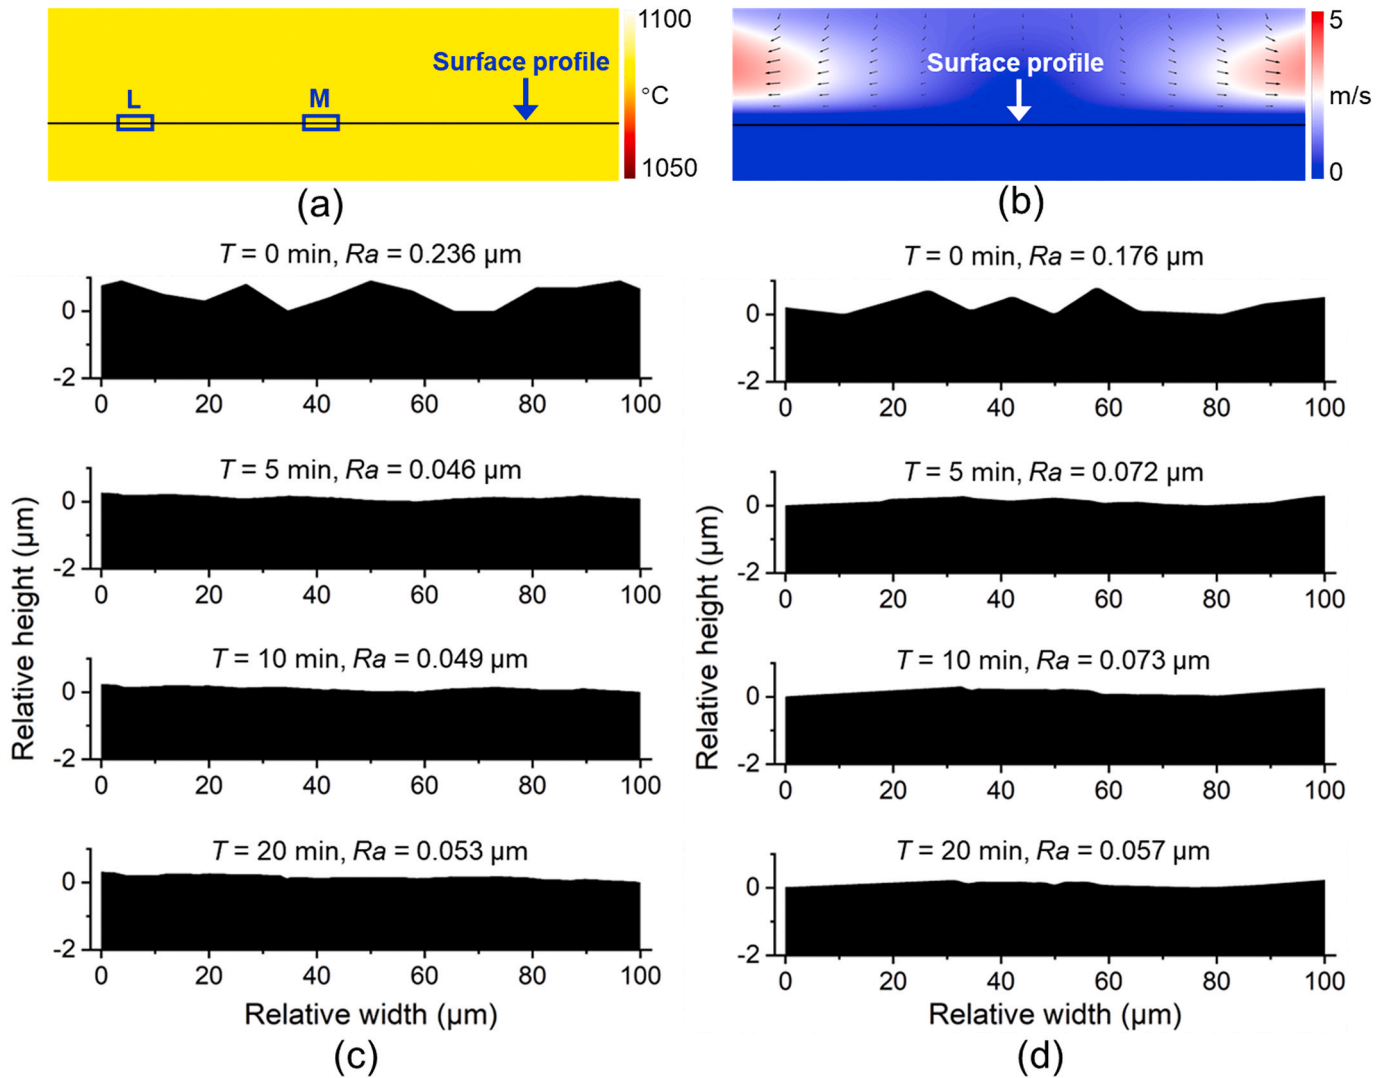 1100
°C
1050
Surface profile
L
M
(a)
5
m/s
0
Surface profile
(b)
T = 0 min, Ra = 0.236 µm
0
-2
0 20 40 60 80 100
T = 5 min, Ra = 0.046 µm
0
-2
0 20 40 60 80 100
T = 10 min, Ra = 0.049 µm
0
-2
0 20 40 60 80 100
T = 20 min, Ra = 0.053 µm
0
-2
0 20 40 60 80 100
Relative height (µm)
Relative width (µm)
(c)
T = 0 min, Ra = 0.176 µm
0
-2
0 20 40 60 80 100
T = 5 min, Ra = 0.072 µm
0
-2
0 20 40 60 80 100
T = 10 min, Ra = 0.073 µm
0
-2
0 20 40 60 80 100
T = 20 min, Ra = 0.057 µm
0
-2
0 20 40 60 80 100
Relative height (µm)
Relative width (µm)
(d)